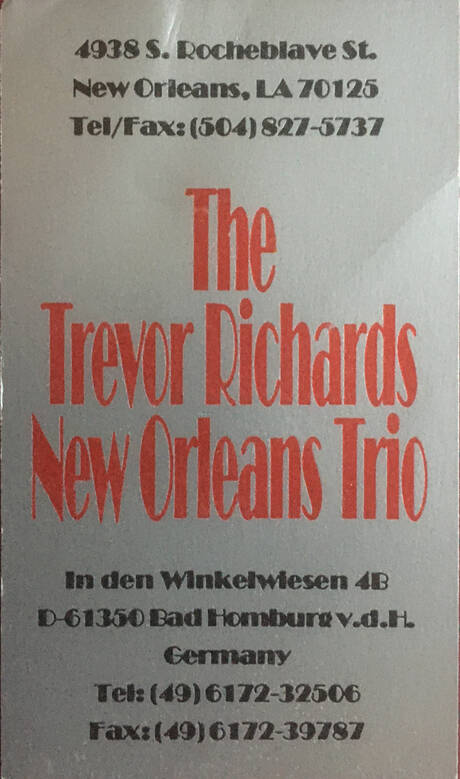 4938 S. Rocheblave St.
New Orleans, LA 70125
Tel/Fax: (504) 827-5737
The
Trevor Richards
New Orleans Trio
In den Winkelwiesen 4B
D-61350 Bad Homburg v.d.H.
Germany
Tel: (49) 6172-32506
Fax: (49) 6172-39787